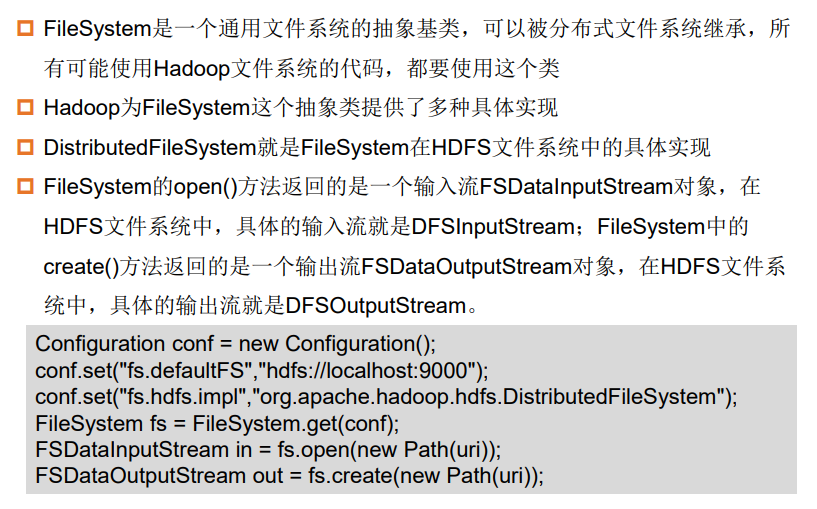 FileSystem是一个通用文件系统的抽象基类，可以被分布式文件系统继承，所
有可能使用Hadoop文件系统的代码，都要使用这个类
Hadoop为FileSystem这个抽象类提供了多种具体实现
DistributedFileSystem就是FileSystem在HDFS文件系统中的具体实现
FileSystem的open()方法返回的是一个输入流FSDataInputStream对象，在
HDFS文件系统中，具体的输入流就是DFSInputStream；FileSystem中的
create()方法返回的是一个输出流FSDataOutputStream对象，在HDFS文件系
统中，具体的输出流就是DFSOutputStream。
Configuration conf = new Configuration();
conf.set("fs.defaultFS","hdfs://localhost:9000");
conf.set("fs.hdfs.impl","org.apache.hadoop.hdfs.DistributedFileSystem");
FileSystem fs = FileSystem.get(conf);
FSDataInputStream in = fs.open(new Path(uri));
FSDataOutputStream out = fs.create(new Path(uri));